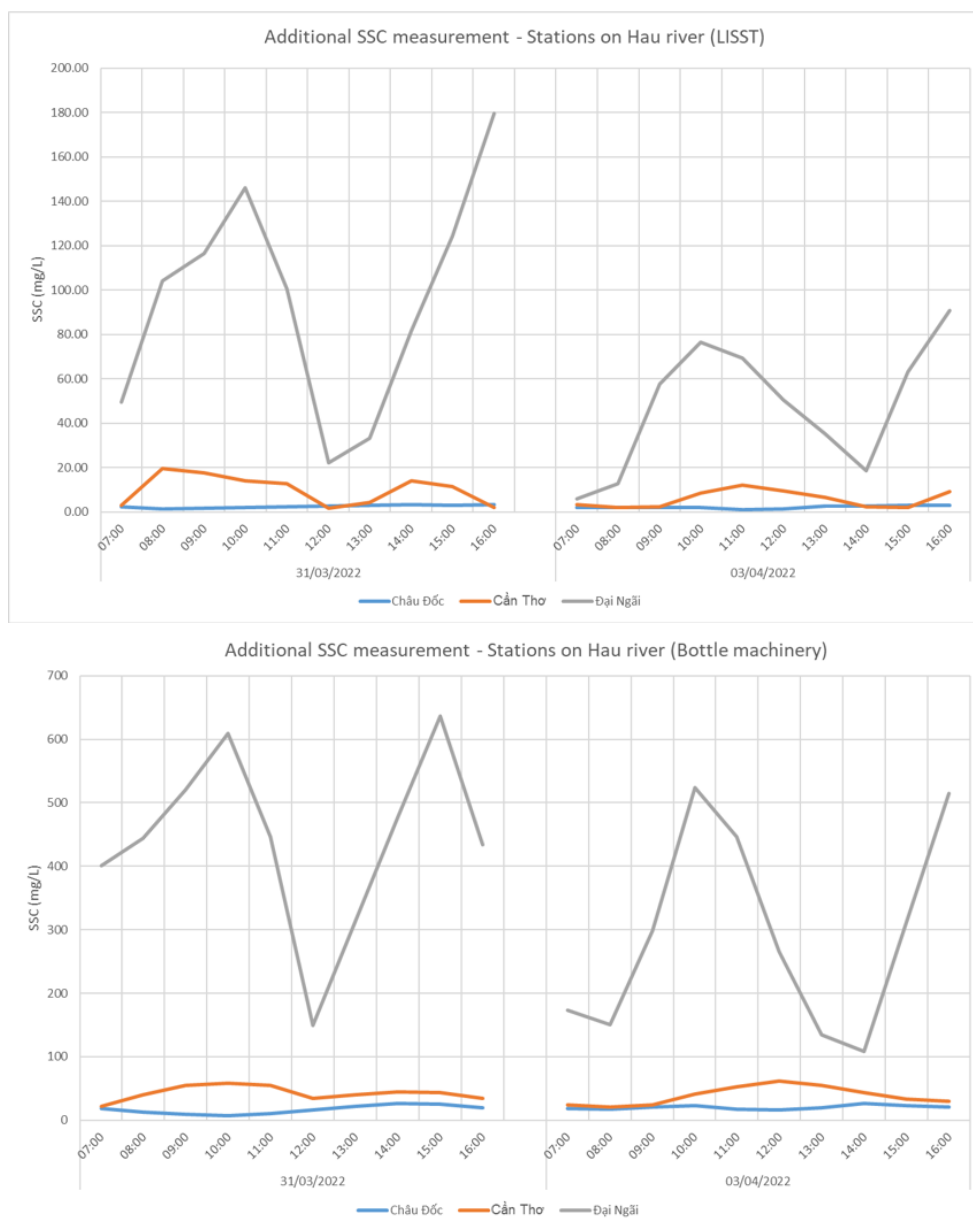 Additional SSC measurement - Stations on Hau river (LISST)
200.00
180.00
160.00
140.00
120.00
100.00
80.00
60.00
40.00
20.00
0.00
SSC (mg/L)
07:00 08:00 09:00 10:00 11:00 12:00 13:00 14:00 15:00 16:00 07:00 08:00 09:00 10:00 11:00 12:00 13:00 14:00 15:00 16:00
31/03/2022 03/04/2022
Châu Đốc Cần Thơ Đại Ngãi
Additional SSC measurement - Stations on Hau river (Bottle machinery)
700
600
500
400
300
200
100
0
SSC (mg/L)
07:00 08:00 09:00 10:00 11:00 12:00 13:00 14:00 15:00 16:00 07:00 08:00 09:00 10:00 11:00 12:00 13:00 14:00 15:00 16:00
31/03/2022 03/04/2022
Châu Đốc Cần Thơ Đại Ngãi